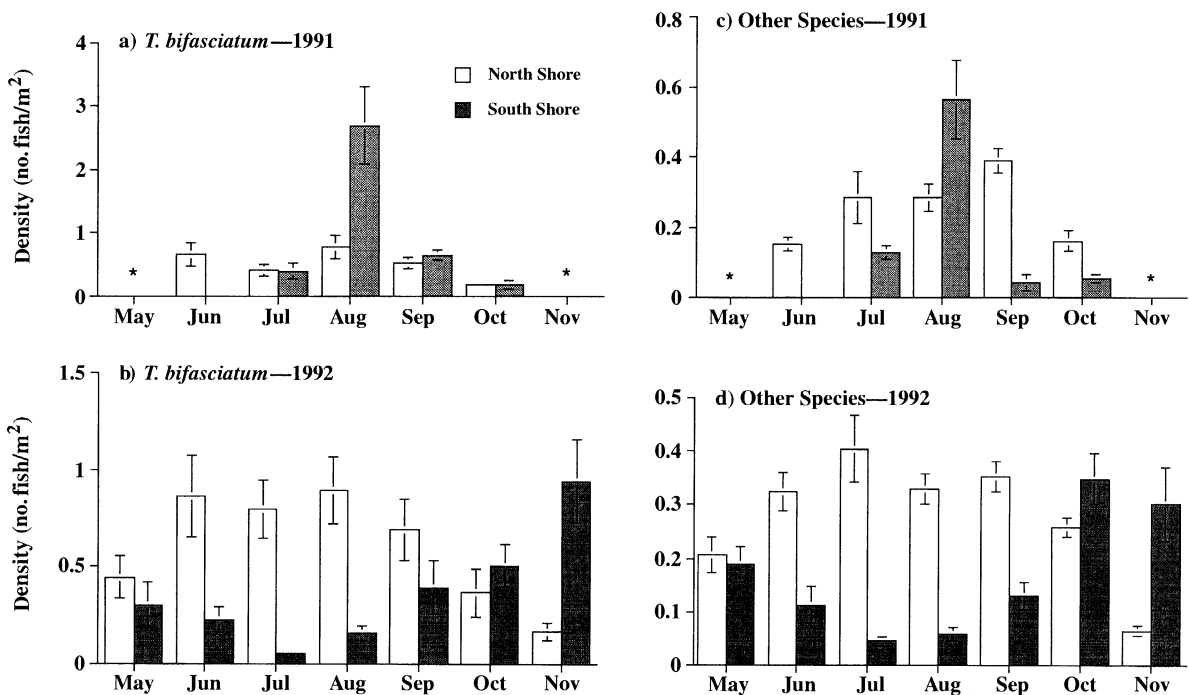 a) T. bifasciatum—1991
Density (no. fish/m²)
4
3
2
1
0
North Shore
South Shore
*
*
May Jun Jul Aug Sep Oct Nov
c) Other Species—1991
0.8
0.6
0.4
0.2
0
*
*
May Jun Jul Aug Sep Oct Nov
b) T. bifasciatum—1992
Density (no. fish/m²)
1.5
1
0.5
0
May Jun Jul Aug Sep Oct Nov
d) Other Species—1992
0.5
0.4
0.3
0.2
0.1
0
May Jun Jul Aug Sep Oct Nov